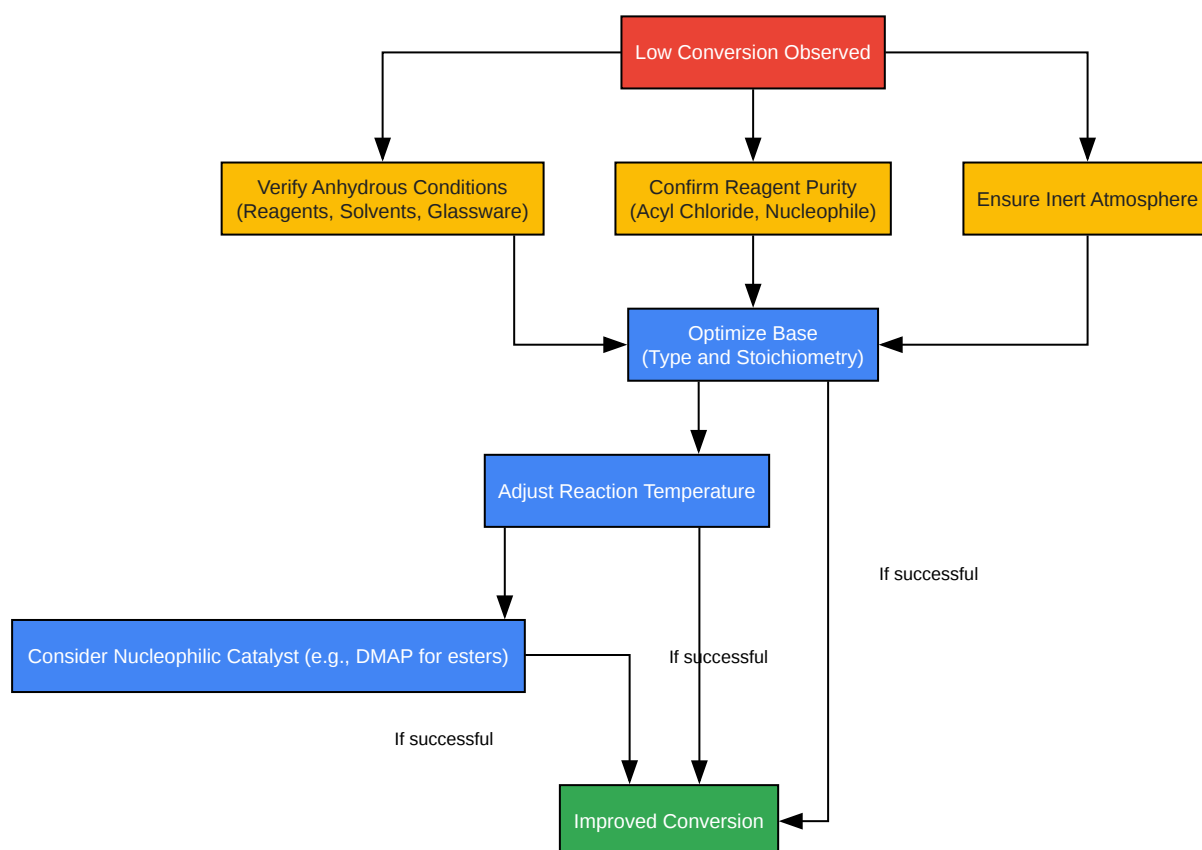 Low Conversion Observed
Verify Anhydrous Conditions
(Reagents, Solvents, Glassware)
Confirm Reagent Purity
(Acyl Chloride, Nucleophile)
Ensure Inert Atmosphere
Optimize Base
(Type and Stoichiometry)
Adjust Reaction Temperature
If successful
Consider Nucleophilic Catalyst (e.g., DMAP for esters)
If successful
If successful
Improved Conversion